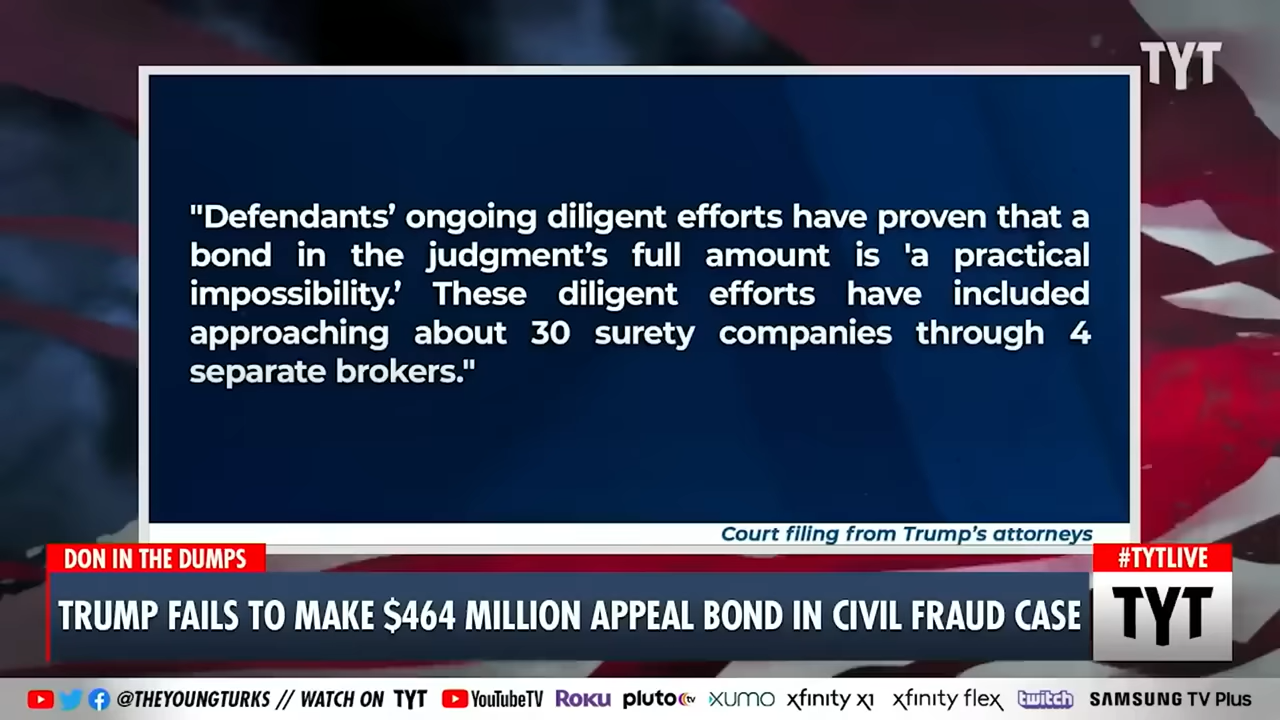 TYT
"Defendants’ ongoing diligent efforts have proven that a
bond in the judgment’s full amount is 'a practical
impossibility.’ These diligent efforts have included
approaching about 30 surety companies through 4
separate brokers."
Court filing from Trump’s attorneys
DON IN THE DUMPS
#TYTLIVE
TRUMP FAILS TO MAKE $464 MILLION APPEAL BOND IN CIVIL FRAUD CASE
TYT
@THEYOUNGTURKS // WATCH ON TYT YouTubeTV ROKU pluto tv xumo xfinity x1 xfinity flex twitch SAMSUNG TV Plus